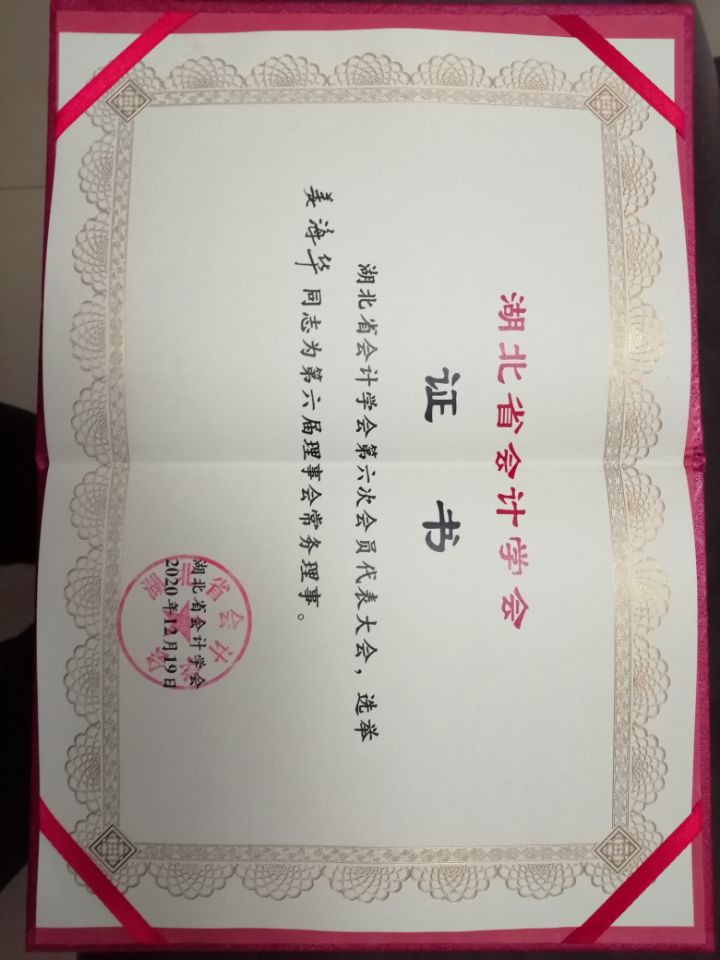 湖北省会计学会
证书
湖北省会计学会第六次会员代表大会，选举
姜海华同志为第六届理事会常务理事。
湖北省会计学会
2020年12月19日